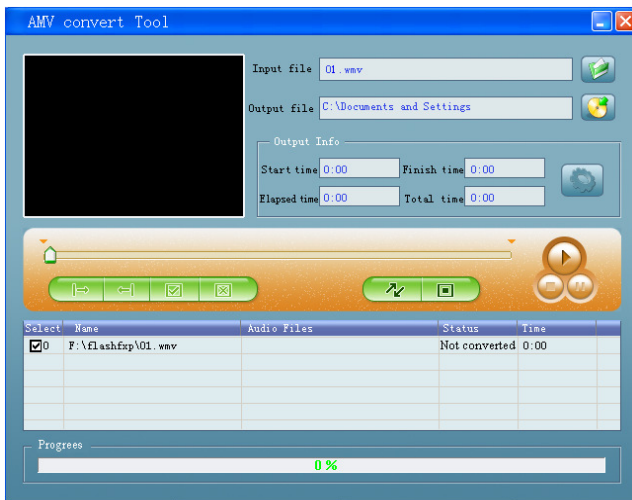 AMV convert Tool
Input file 01.wmv
Output file C:\Documents and Settings
Output Info
Start time 0:00 Finish time 0:00
Elapsed time 0:00 Total time 0:00
Select Name Audio Files Status Time
0 F:\flashfxp\01.wmv Not converted 0:00
Progrees
0 %